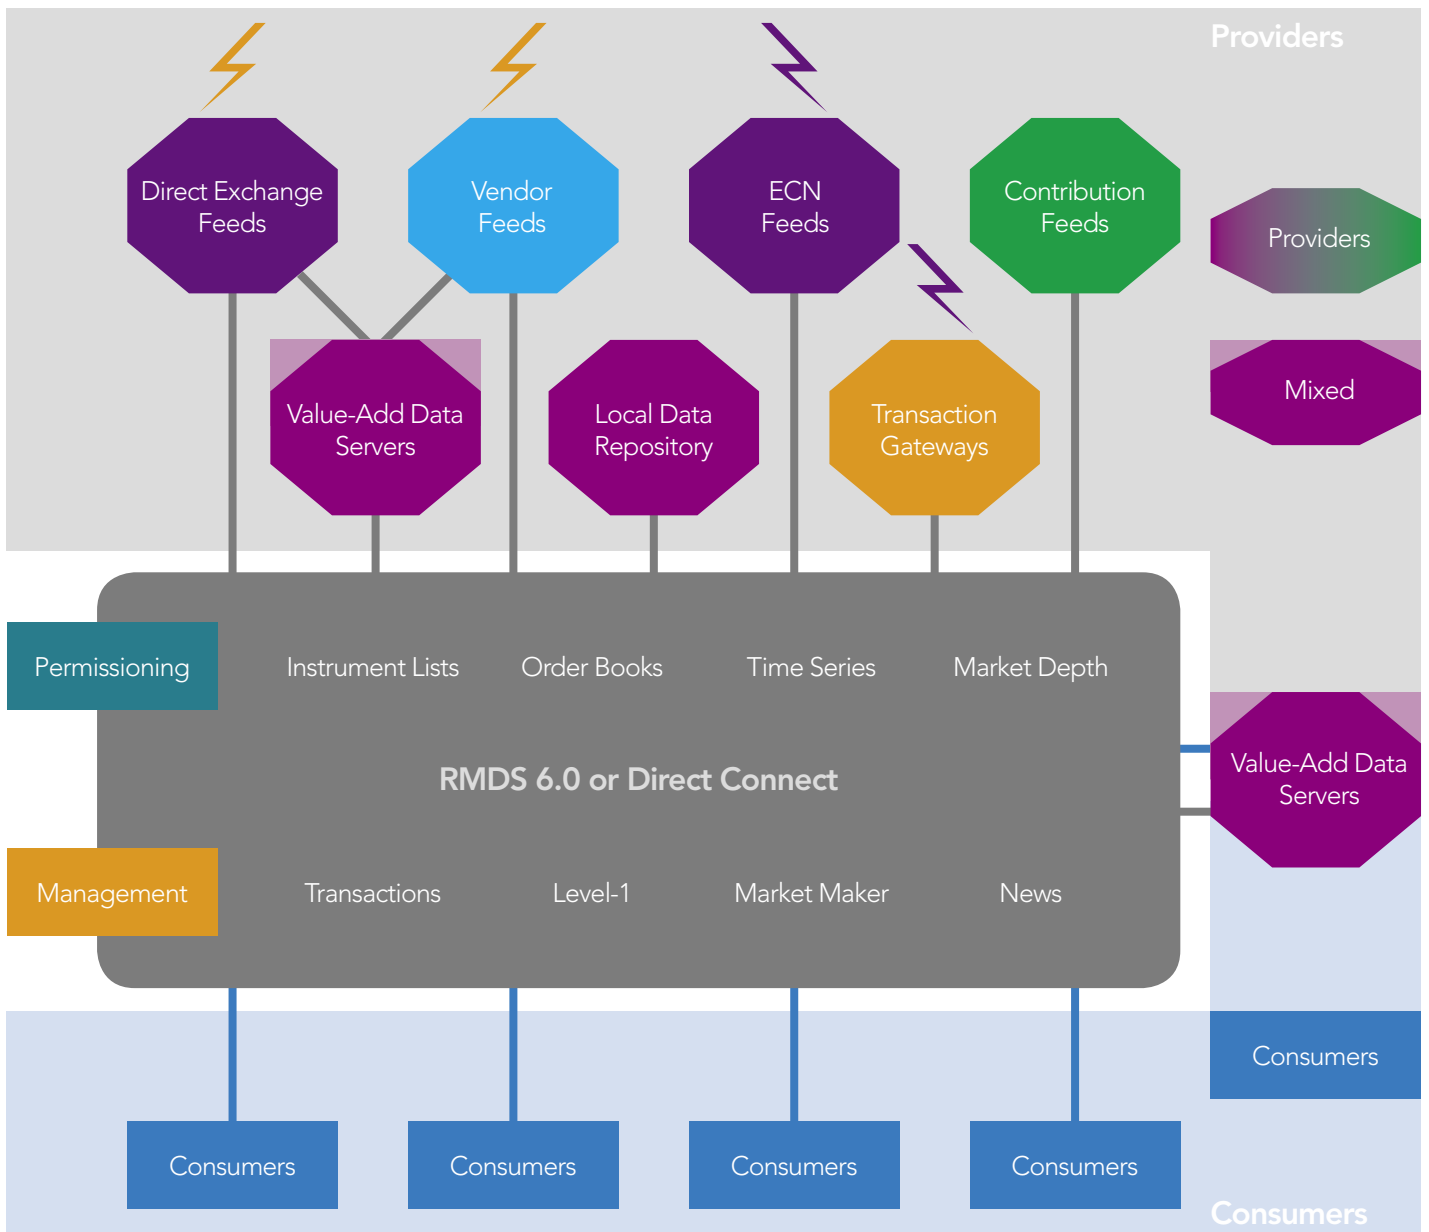 Providers
Direct Exchange
Feeds
Vendor
Feeds
ECN
Feeds
Contribution
Feeds
Providers
Value-Add Data
Servers
Local Data
Repository
Transaction
Gateways
Mixed
Permissioning
Instrument Lists
Order Books
Time Series
Market Depth
RMDS 6.0 or Direct Connect
Value-Add Data
Servers
Management
Transactions
Level-1
Market Maker
News
Consumers
Consumers
Consumers
Consumers
Consumers
Consumers